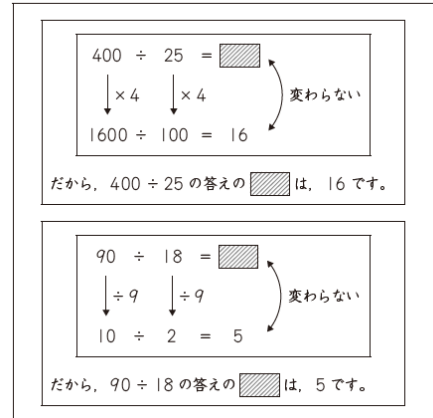 400 ÷ 25 =
×4 ×4 変わらない
1600 ÷ 100 = 16
だから，400 ÷ 25 の答えの は，16 です。
90 ÷ 18 =
÷9 ÷9 変わらない
10 ÷ 2 = 5
だから，90 ÷ 18 の答えの は，5 です。